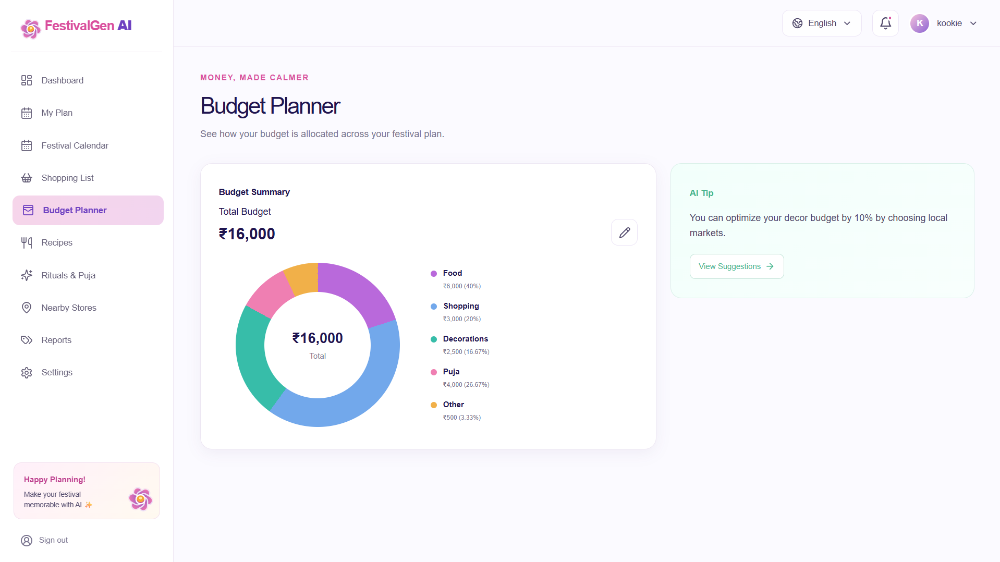 FestivalGen AI
Dashboard
My Plan
Festival Calendar
Shopping List
Budget Planner
Recipes
Rituals & Puja
Nearby Stores
Reports
Settings
Happy Planning!
Make your festival
memorable with AI ✨
Sign out
English
K
kookie
MONEY, MADE CALMER
Budget Planner
See how your budget is allocated across your festival plan.
Budget Summary
Total Budget
₹16,000
₹16,000
Total
Food
₹6,000 (40%)
Shopping
₹3,000 (20%)
Decorations
₹2,500 (16.67%)
Puja
₹4,000 (26.67%)
Other
₹500 (3.33%)
AI Tip
You can optimize your decor budget by 10% by choosing local
markets.
View Suggestions →